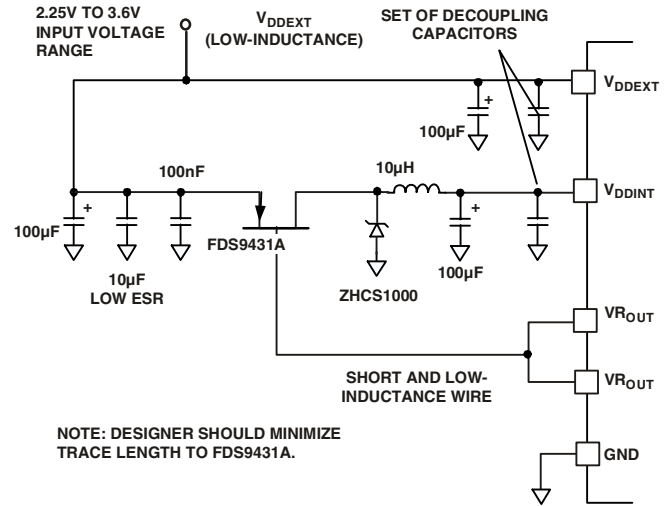 2.25V TO 3.6V
INPUT VOLTAGE
RANGE
VDDEXT
(LOW-INDUCTANCE)
SET OF DECOUPLING
CAPACITORS
VDDEXT
+
100µF
100nF
10µH
VDDINT
+
100µF
10µF
LOW ESR
FDS9431A
ZHCS1000
+
100µF
VROUT
SHORT AND LOW-
INDUCTANCE WIRE
VROUT
NOTE: DESIGNER SHOULD MINIMIZE
TRACE LENGTH TO FDS9431A.
GND